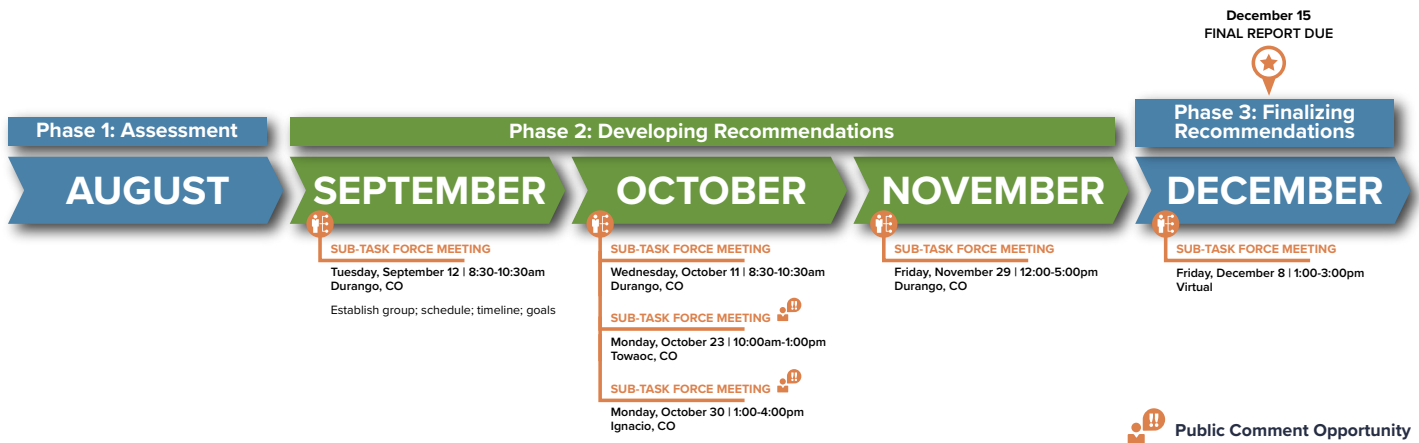 December 15
FINAL REPORT DUE
Phase 1: Assessment
Phase 2: Developing Recommendations
Phase 3: Finalizing
Recommendations
AUGUST
SEPTEMBER
OCTOBER
NOVEMBER
DECEMBER
SUB-TASK FORCE MEETING
Tuesday, September 12 | 8:30-10:30am
Durango, CO
Establish group; schedule; timeline; goals
SUB-TASK FORCE MEETING
Wednesday, October 11 | 8:30-10:30am
Durango, CO
SUB-TASK FORCE MEETING
!!
Monday, October 23 | 10:00am-1:00pm
Towaoc, CO
SUB-TASK FORCE MEETING
!!
Monday, October 30 | 1:00-4:00pm
Ignacio, CO
SUB-TASK FORCE MEETING
Friday, November 29 | 12:00-5:00pm
Durango, CO
SUB-TASK FORCE MEETING
Friday, December 8 | 1:00-3:00pm
Virtual
!!
Public Comment Opportunity